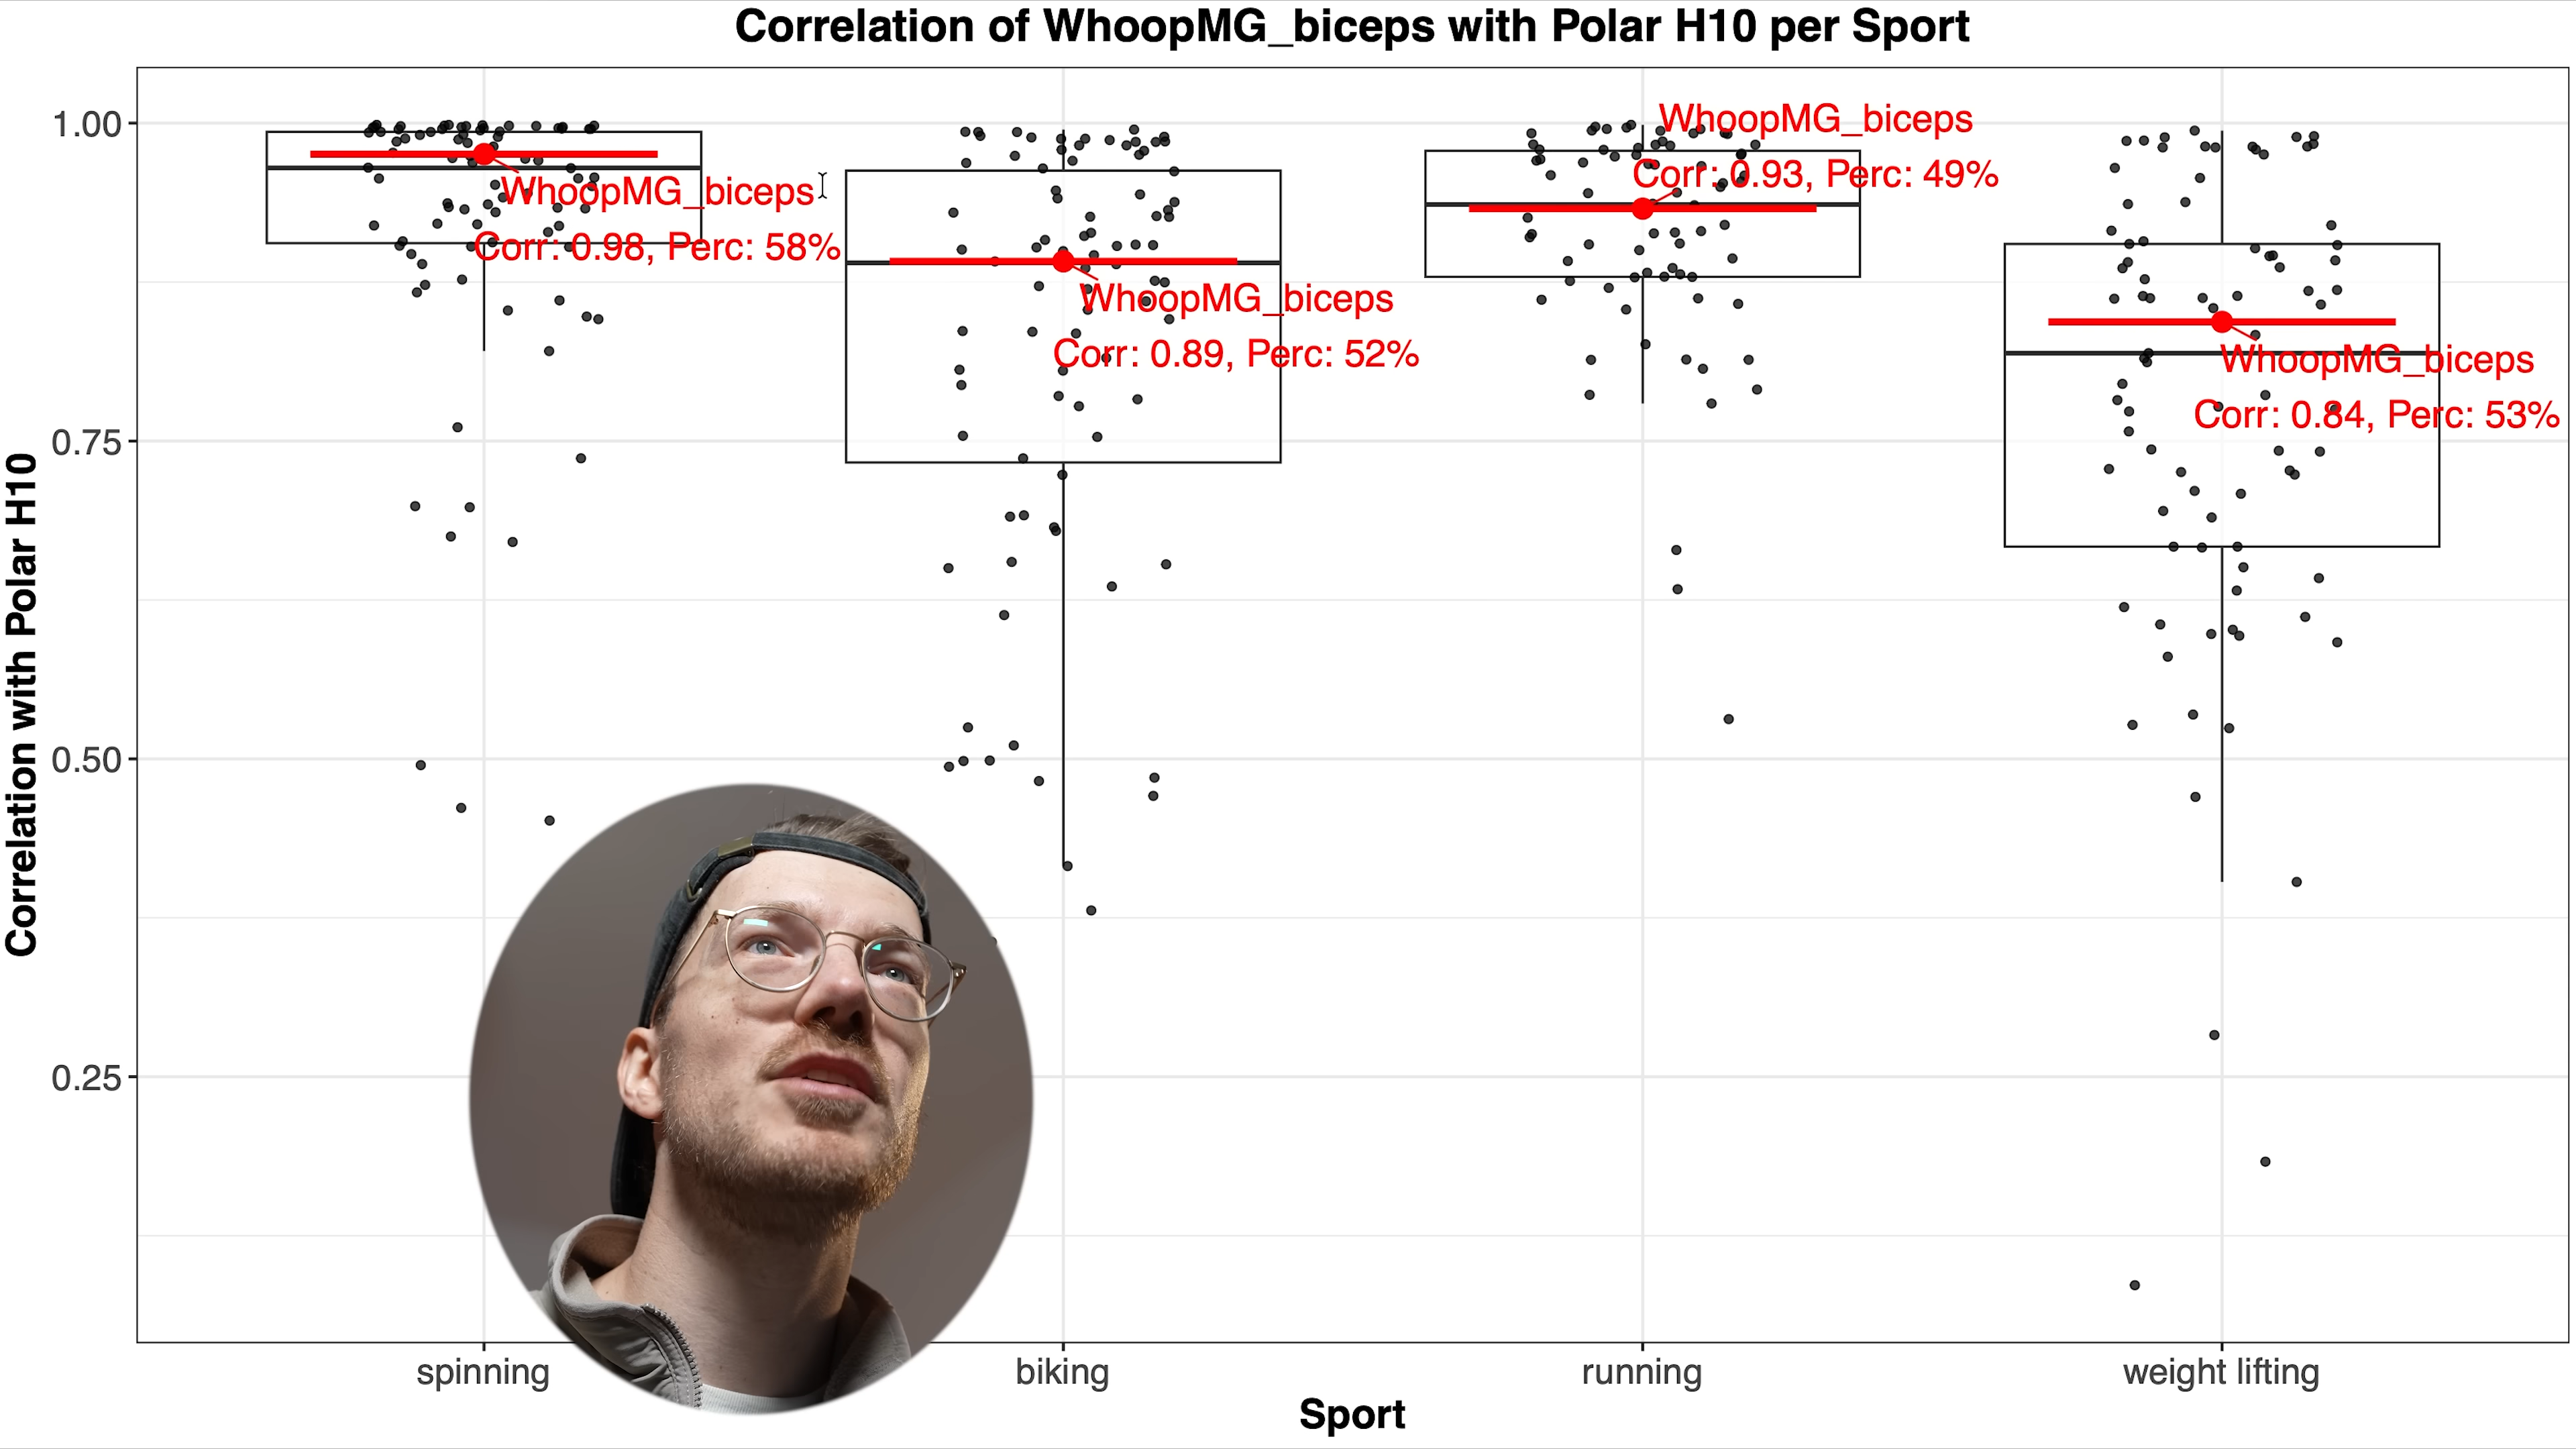 Correlation of WhoopMG_biceps with Polar H10 per Sport
Correlation with Polar H10
1.00
0.75
0.50
0.25
WhoopMG_biceps
Corr: 0.98, Perc: 58%
WhoopMG_biceps
Corr: 0.89, Perc: 52%
WhoopMG_biceps
Corr: 0.93, Perc: 49%
WhoopMG_biceps
Corr: 0.84, Perc: 53%
spinning
biking
running
weight lifting
Sport